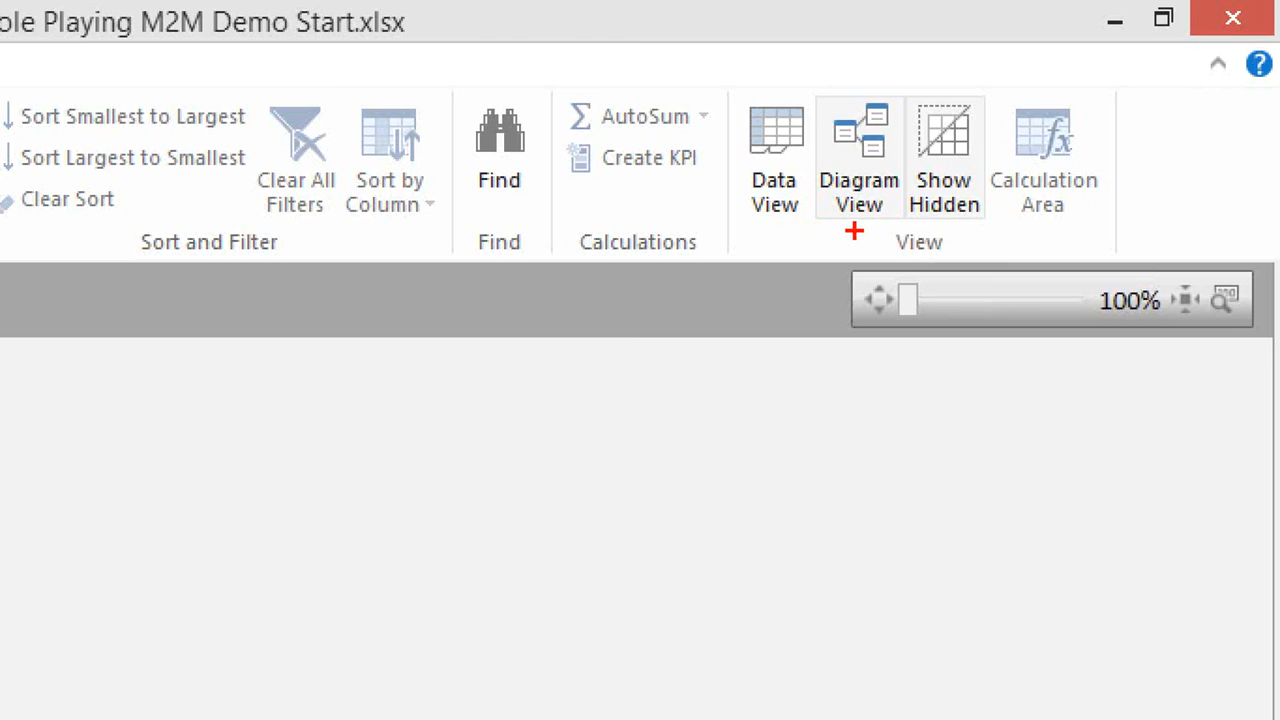 ole Playing M2M Demo Start.xlsx
Sort Smallest to Largest
Sort Largest to Smallest
Clear Sort
Clear All
Filters
Sort by
Column
Sort and Filter
Find
Find
AutoSum
Create KPI
Calculations
Data
View
Diagram
View
Show
Hidden
Calculation
Area
View
100%